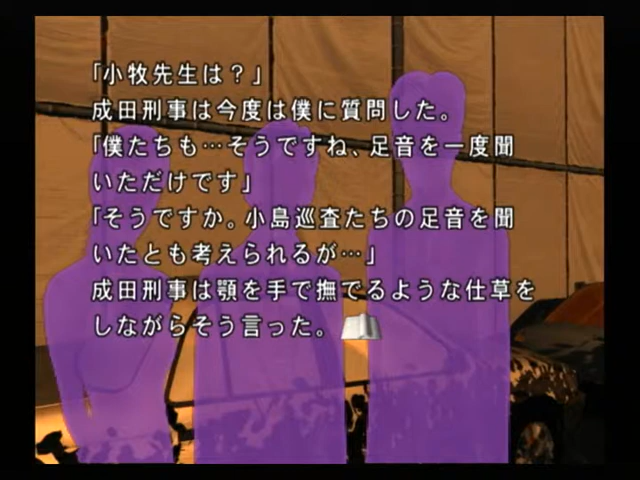 「小牧先生は？」
成田刑事は今度は僕に質問した。
「僕たちも…そうですね、足音を一度聞
いただけです」
「そうですか。小島巡査たちの足音を聞
いたとも考えられるが…」
成田刑事は顎を手で撫でるような仕草を
しながらそう言った。